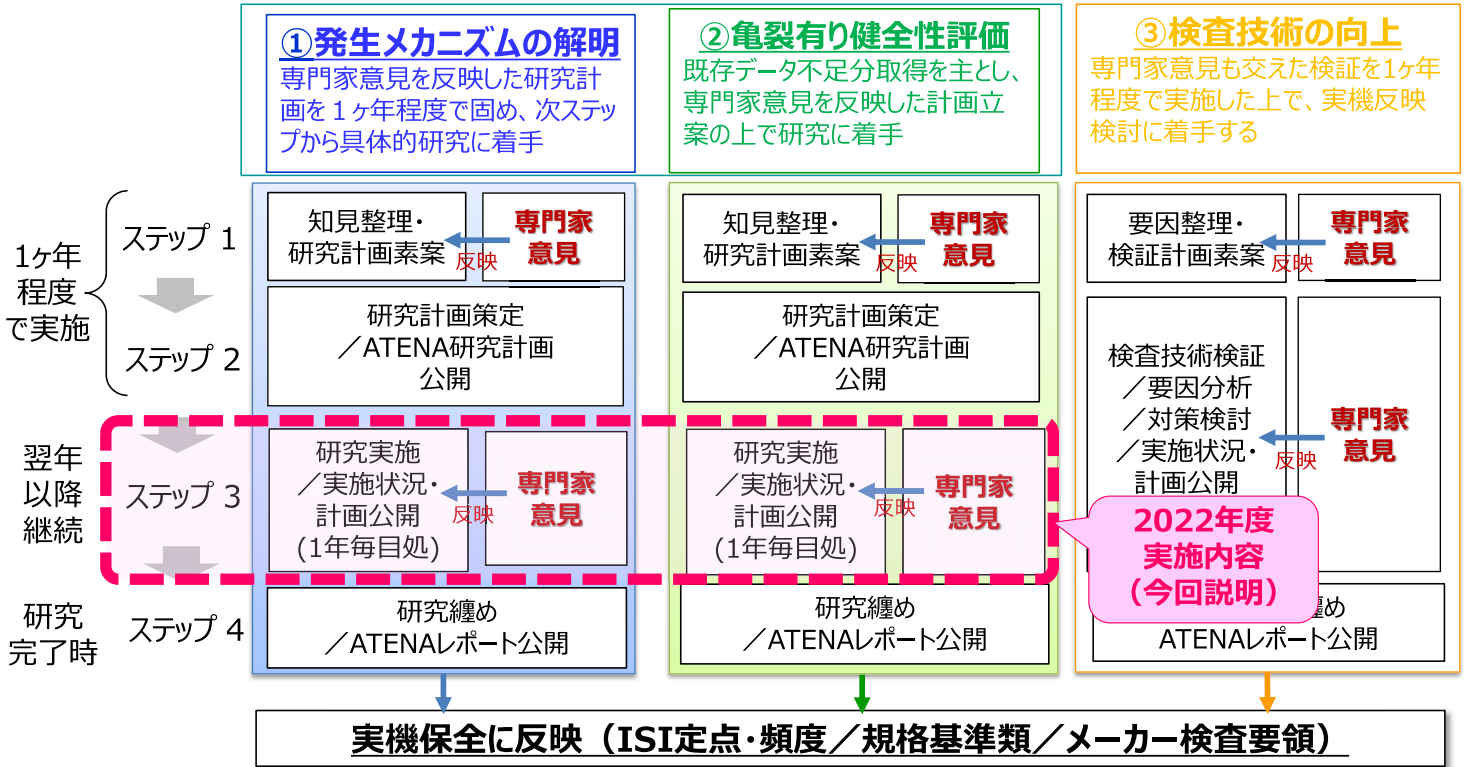 ①発生メカニズムの解明
専門家意見を反映した研究計
画を１ヶ年程度で固め、次ステッ
プから具体的研究に着手
②亀裂有り健全性評価
既存データ不足分取得を主とし、
専門家意見を反映した計画立
案の上で研究に着手
③検査技術の向上
専門家意見も交えた検証を1ヶ年
程度で実施した上で、実機反映
検討に着手する
1ヶ年
程度
で実施
ステップ 1
ステップ 2
翌年
以降
継続
ステップ 3
研究
完了時
ステップ 4
知見整理・
研究計画素案
反映
専門家
意見
研究計画策定
／ATENA研究計画
公開
研究実施
／実施状況・
計画公開
(1年毎目処)
反映
専門家
意見
研究纏め
／ATENAレポート公開
知見整理・
研究計画素案
反映
専門家
意見
研究計画策定
／ATENA研究計画
公開
研究実施
／実施状況・
計画公開
(1年毎目処)
反映
専門家
意見
研究纏め
／ATENAレポート公開
要因整理・
検証計画素案
反映
専門家
意見
検査技術検証
／要因分析
／対策検討
／実施状況・
計画公開
反映
専門家
意見
2022年度
実施内容
（今回説明）
纏め
ATENAレポート公開
実機保全に反映（ISI定点･頻度／規格基準類／メーカー検査要領）